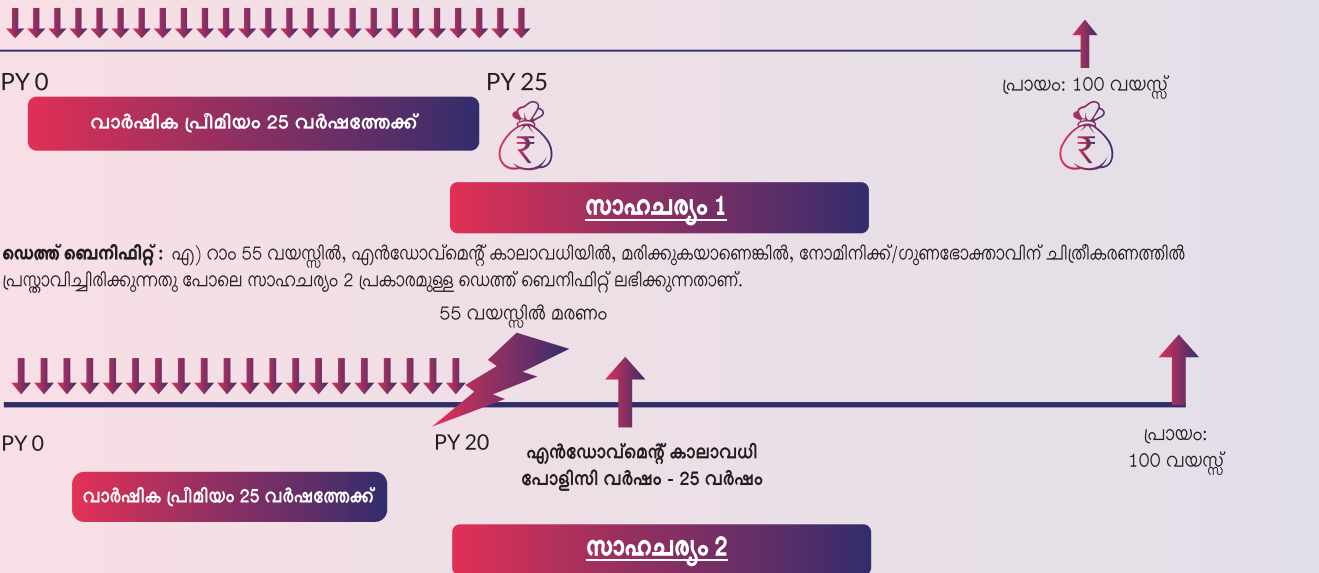 PY 0 PY 25 പ്രായം: 100 വയസ്സ്
വാർഷിക പ്രീമിയം 25 വർഷത്തേക്ക്
₹ ₹
സാഹചര്യം 1
ഡെത്ത് ബെനിഫിറ്റ് : എ) റാം 55 വയസ്സിൽ, എൻഡോവ്മെന്റ് കാലാവധിയിൽ, മരിക്കുകയാണെങ്കിൽ, നോമിനിക്ക്/ഗുണഭോക്താവിന് ചിത്രീകരണത്തിൽ
പ്രസ്താവിച്ചിരിക്കുന്നതു പോലെ സാഹചര്യം 2 പ്രകാരമുള്ള ഡെത്ത് ബെനിഫിറ്റ് ലഭിക്കുന്നതാണ്.
55 വയസ്സിൽ മരണം
PY 0 PY 20 എൻഡോവ്മെന്റ് കാലാവധി
പോളിസി വർഷം - 25 വർഷം
പ്രായം:
100 വയസ്സ്
വാർഷിക പ്രീമിയം 25 വർഷത്തേക്ക്
സാഹചര്യം 2